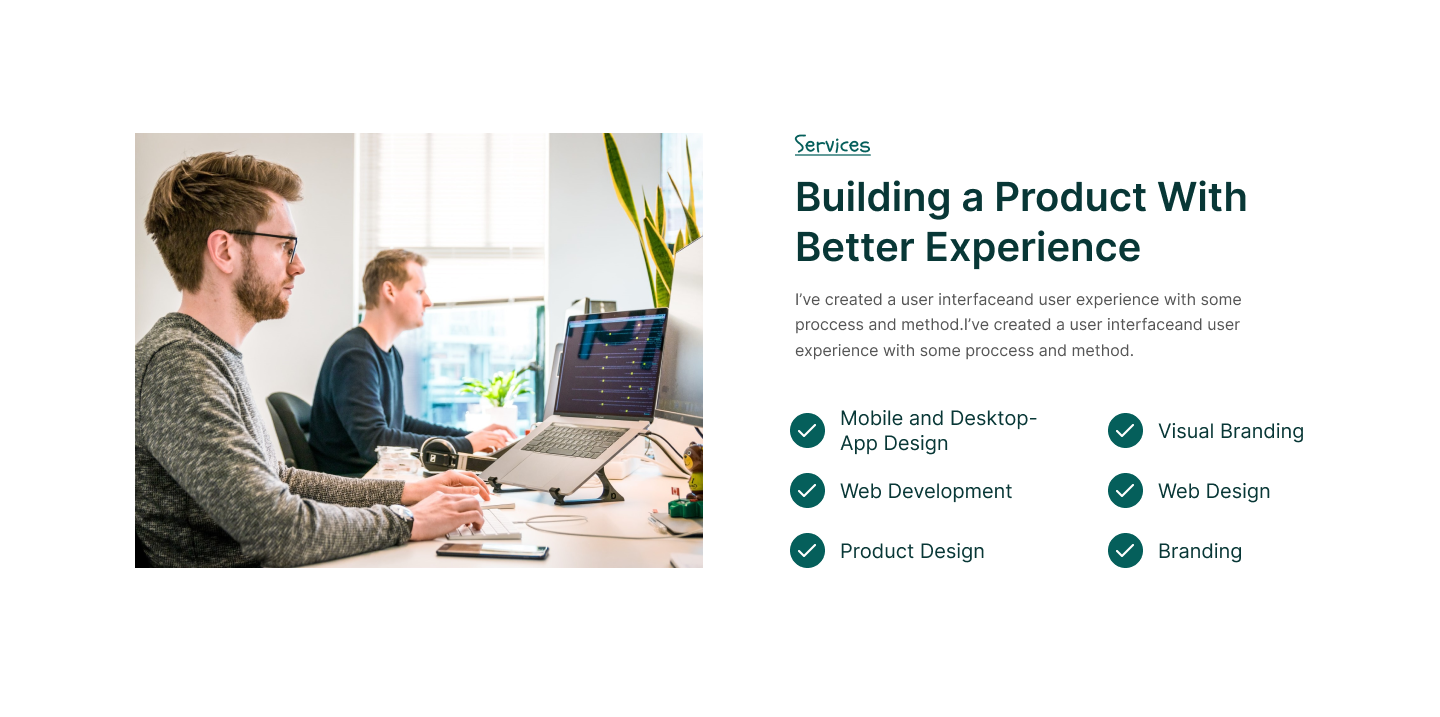 Services
Building a Product With
Better Experience
I’ve created a user interfaceand user experience with some
proccess and method.I’ve created a user interfaceand user
experience with some proccess and method.
Mobile and Desktop-
App Design
Visual Branding
Web Development
Web Design
Product Design
Branding